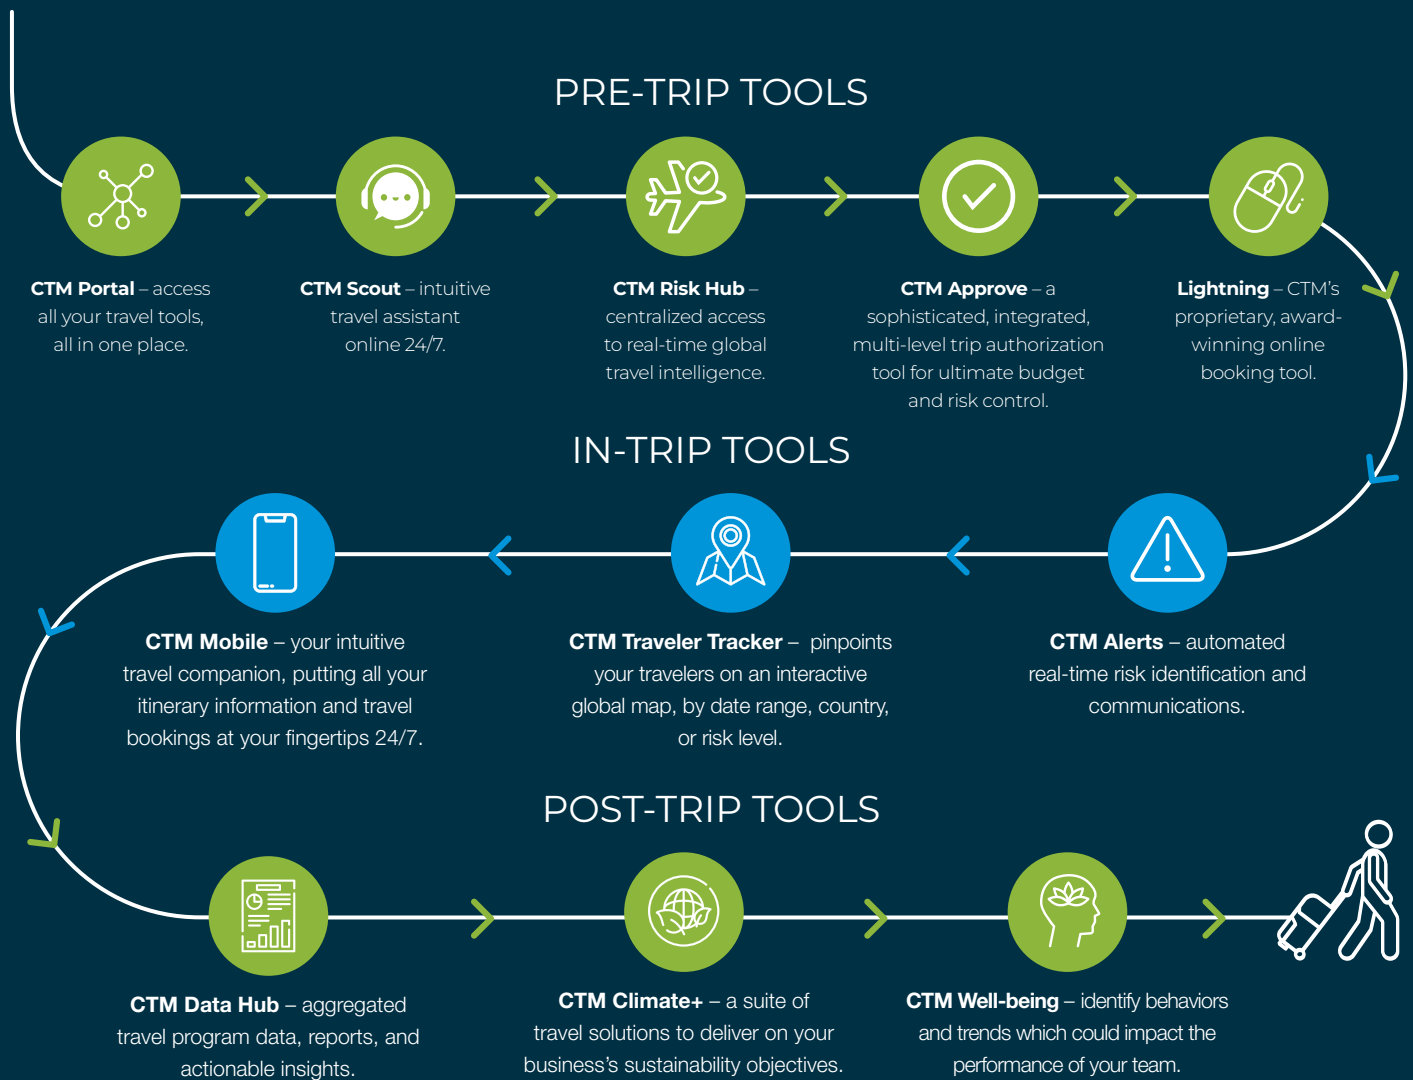 PRE-TRIP TOOLS
CTM Portal – access
all your travel tools,
all in one place.
CTM Scout – intuitive
travel assistant
online 24/7.
CTM Risk Hub –
centralized access
to real-time global
travel intelligence.
CTM Approve – a
sophisticated, integrated,
multi-level trip authorization
tool for ultimate budget
and risk control.
Lightning – CTM’s
proprietary, award-
winning online
booking tool.
IN-TRIP TOOLS
CTM Mobile – your intuitive
travel companion, putting all your
itinerary information and travel
bookings at your fingertips 24/7.
CTM Traveler Tracker – pinpoints
your travelers on an interactive
global map, by date range, country,
or risk level.
CTM Alerts – automated
real-time risk identification and
communications.
POST-TRIP TOOLS
CTM Data Hub – aggregated
travel program data, reports, and
actionable insights.
CTM Climate+ – a suite of
travel solutions to deliver on your
business’s sustainability objectives.
CTM Well-being – identify behaviors
and trends which could impact the
performance of your team.